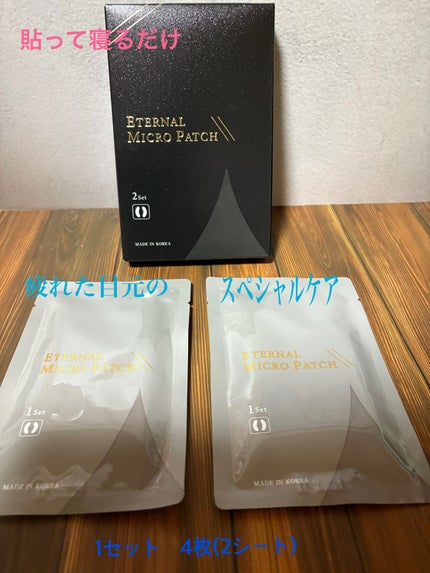 貼って寝るだけ
ETERNAL
MICRO PATCH
2Set
MADE IN KOREA
疲れた目元の　スペシャルケア
ETERNAL
MICRO PATCH
1Set
MADE IN KOREA
ETERNAL
MICRO PATCH
1Set
MADE IN KOREA
1セット　4枚(2シート)